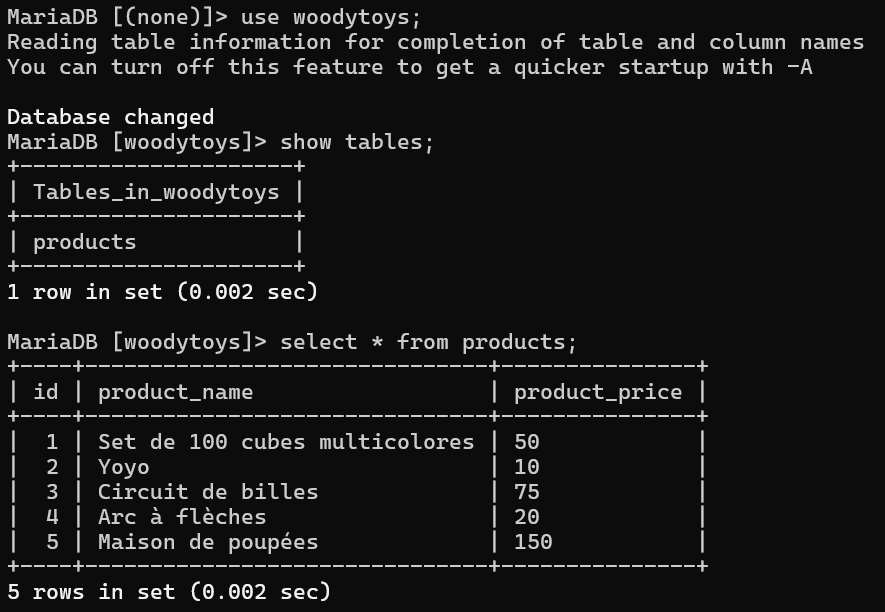 MariaDB [(none)]> use woodytoys;
Reading table information for completion of table and column names
You can turn off this feature to get a quicker startup with -A
Database changed
MariaDB [woodytoys]> show tables;
+---------------------+
| Tables_in_woodytoys |
+---------------------+
| products            |
+---------------------+
1 row in set (0.002 sec)
MariaDB [woodytoys]> select * from products;
+----+-------------------------------+---------------+
| id | product_name                  | product_price |
+----+-------------------------------+---------------+
|  1 | Set de 100 cubes multicolores | 50            |
|  2 | Yoyo                          | 10            |
|  3 | Circuit de billes             | 75            |
|  4 | Arc à flèches                 | 20            |
|  5 | Maison de poupées             | 150           |
+----+-------------------------------+---------------+
5 rows in set (0.002 sec)